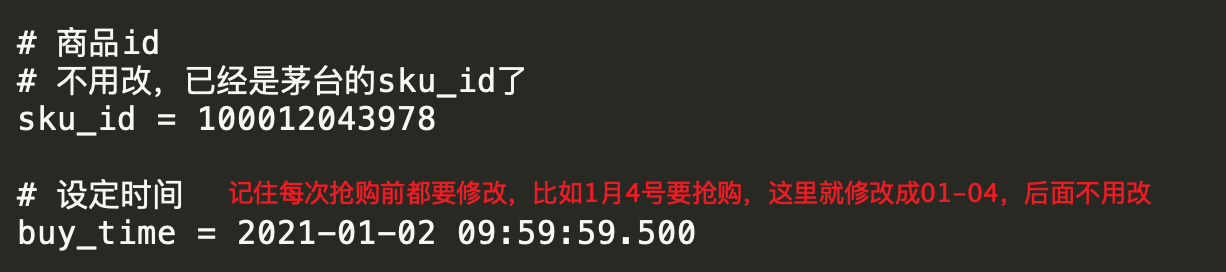 # 商品id
# 不用改，已经是茅台的sku_id了
sku_id = 100012043978
# 设定时间 记住每次抢购前都要修改，比如1月4号要抢购，这里就修改成01-04，后面不用改
buy_time = 2021-01-02 09:59:59.500